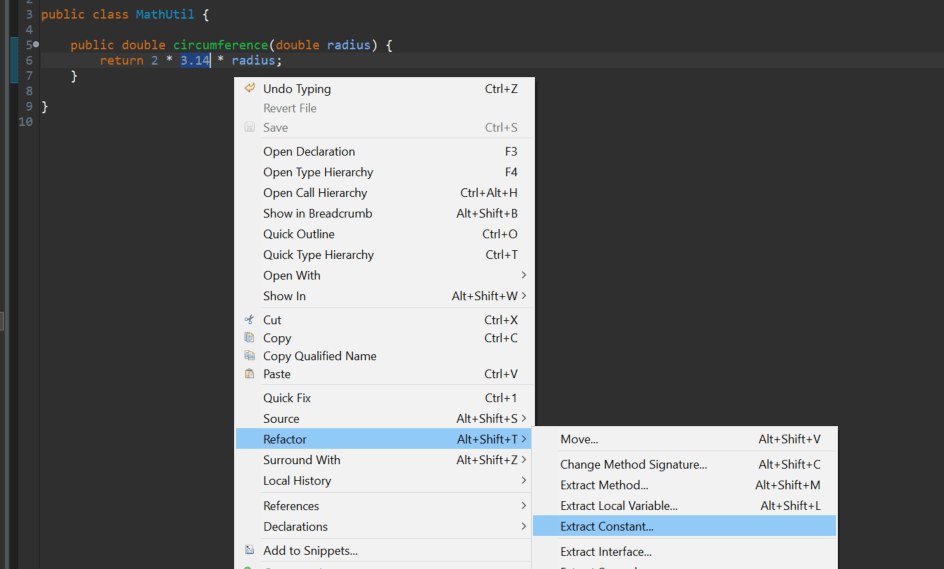 2
3 public class MathUtil {
4
5 public double circumference(double radius) {
6 return 2 * 3.14 * radius;
7 }
8
9 }
10
Undo Typing Ctrl+Z
Revert File
Save Ctrl+S
Open Declaration F3
Open Type Hierarchy F4
Open Call Hierarchy Ctrl+Alt+H
Show in Breadcrumb Alt+Shift+B
Quick Outline Ctrl+O
Quick Type Hierarchy Ctrl+T
Open With >
Show In Alt+Shift+W >
Cut Ctrl+X
Copy Ctrl+C
Copy Qualified Name
Paste Ctrl+V
Quick Fix Ctrl+1
Source Alt+Shift+S >
Refactor Alt+Shift+T >
Surround With Alt+Shift+Z >
Local History >
References >
Declarations >
Add to Snippets...
Move... Alt+Shift+V
Change Method Signature... Alt+Shift+C
Extract Method... Alt+Shift+M
Extract Local Variable... Alt+Shift+L
Extract Constant...
Extract Interface...